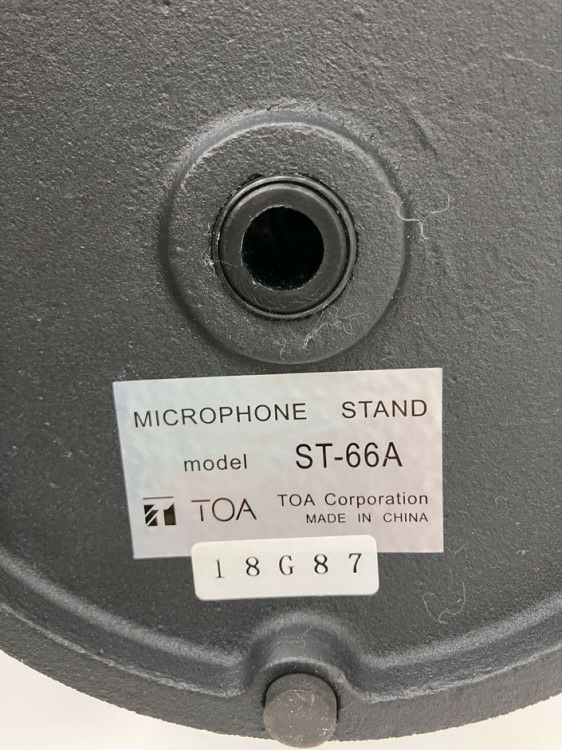 MICROPHONE STAND
model ST-66A
TOA TOA Corporation
MADE IN CHINA
18G87